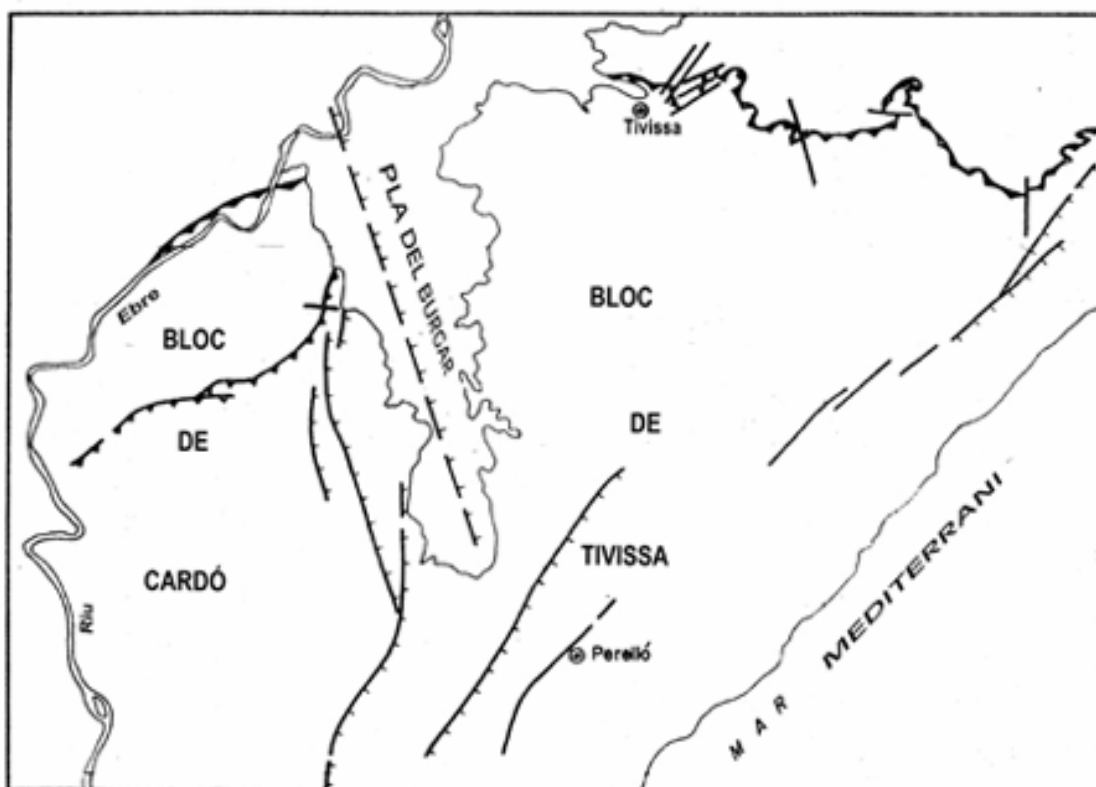 Tivissa
PLA DEL BURGAR
Ebro
BLOC
BLOC
DE
DE
CARDÓ
TIVISSA
Riu
Perelló
MAR MEDITERRANI